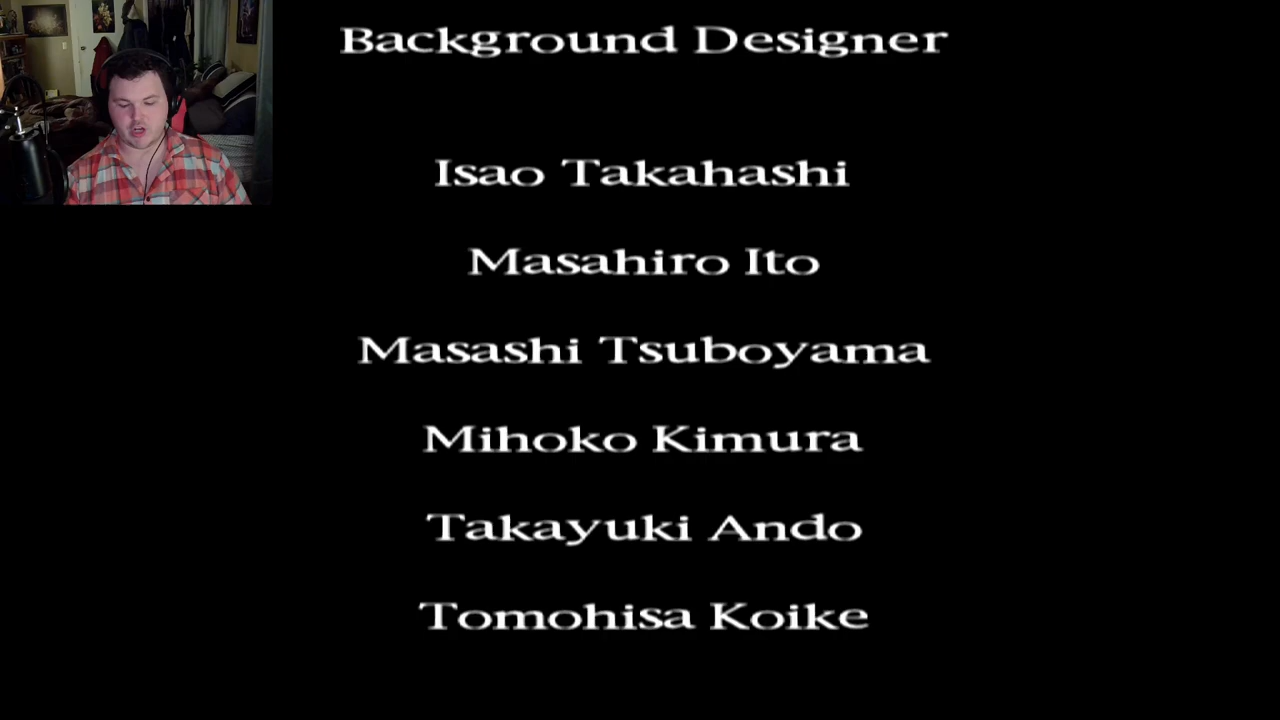 Background Designer
Isao Takahashi
Masahiro Ito
Masashi Tsuboyama
Mihoko Kimura
Takayuki Ando
Tomohisa Koike